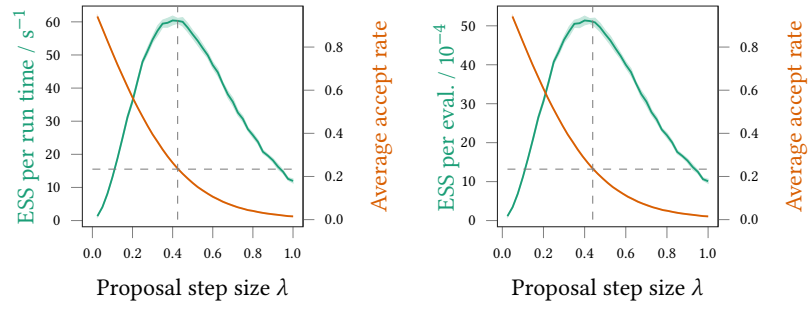 ESS per run time / s⁻¹
60
50
40
30
20
10
0
0.8
0.6
0.4
0.2
0.0
Average accept rate
0.0 0.2 0.4 0.6 0.8 1.0
Proposal step size λ
ESS per eval. / 10⁻⁴
50
40
30
20
10
0
0.8
0.6
0.4
0.2
0.0
Average accept rate
0.0 0.2 0.4 0.6 0.8 1.0
Proposal step size λ